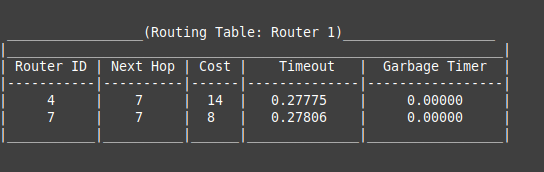 (Routing Table: Router 1)
Router ID | Next Hop | Cost | Timeout | Garbage Timer
4 | 7 | 14 | 0.27775 | 0.00000
7 | 7 | 8 | 0.27806 | 0.00000